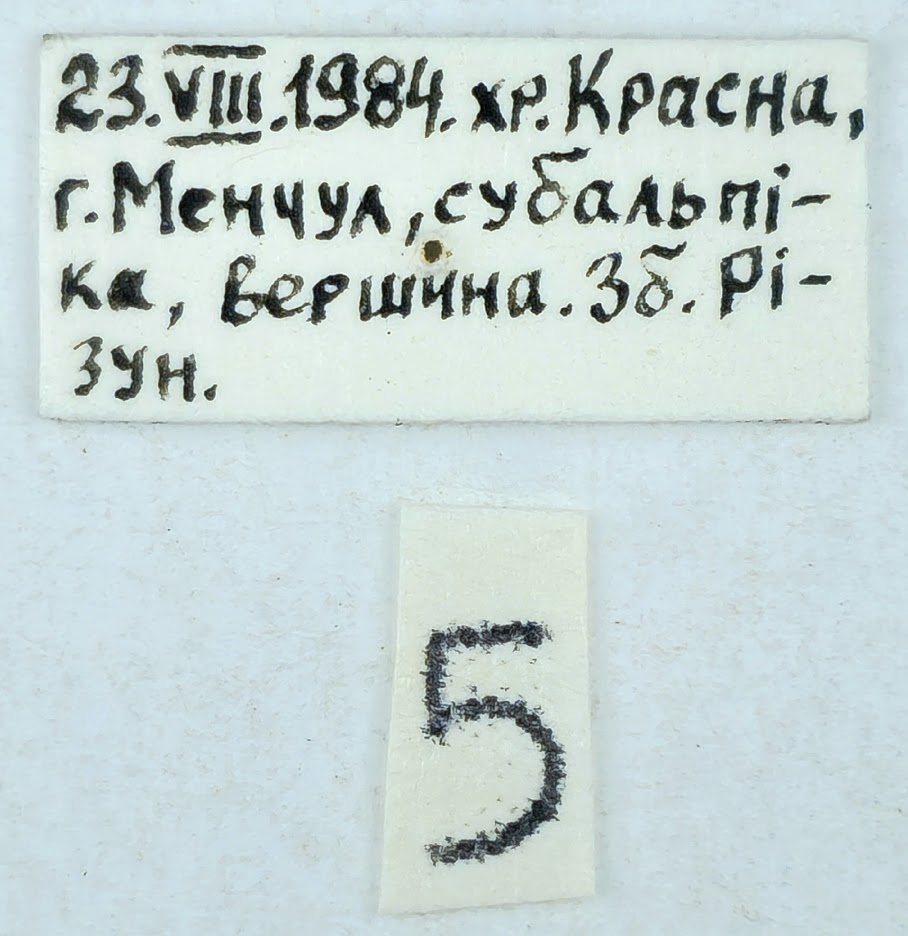 23.VIII.1984. хр. Красна,
г. Менчул, субальпі-
ка, вершина. Зб. Рі-
зун.
5